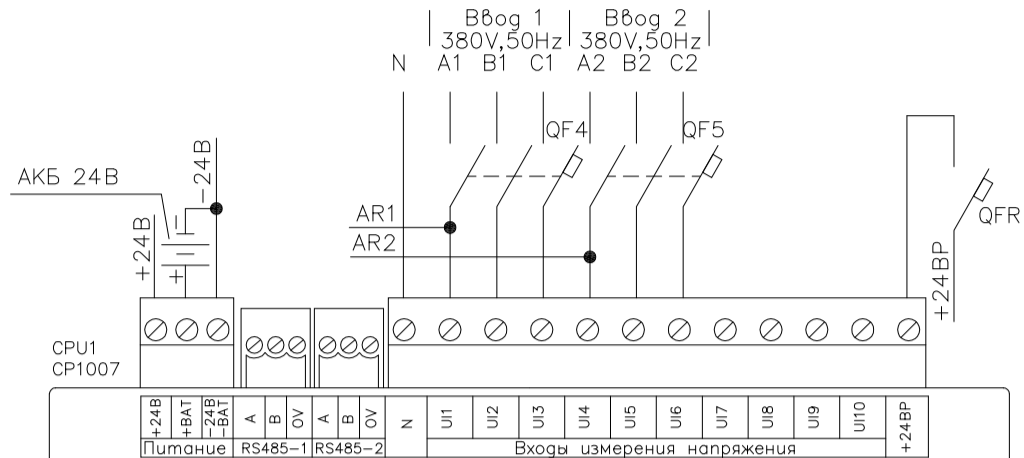 Ввод 1 Ввод 2
380V,50Hz 380V,50Hz
N A1 B1 C1 A2 B2 C2
QF4 QF5
АКБ 24В
-24В
AR1
QFR
AR2
+24В
- +
+24ВР
CPU1
CP1007
+24В +BAT -24В -BAT A B 0V A B 0V N UI1 UI2 UI3 UI4 UI5 UI6 UI7 UI8 UI9 UI10 +24ВР
Питание RS485-1 RS485-2 Входы измерения напряжения